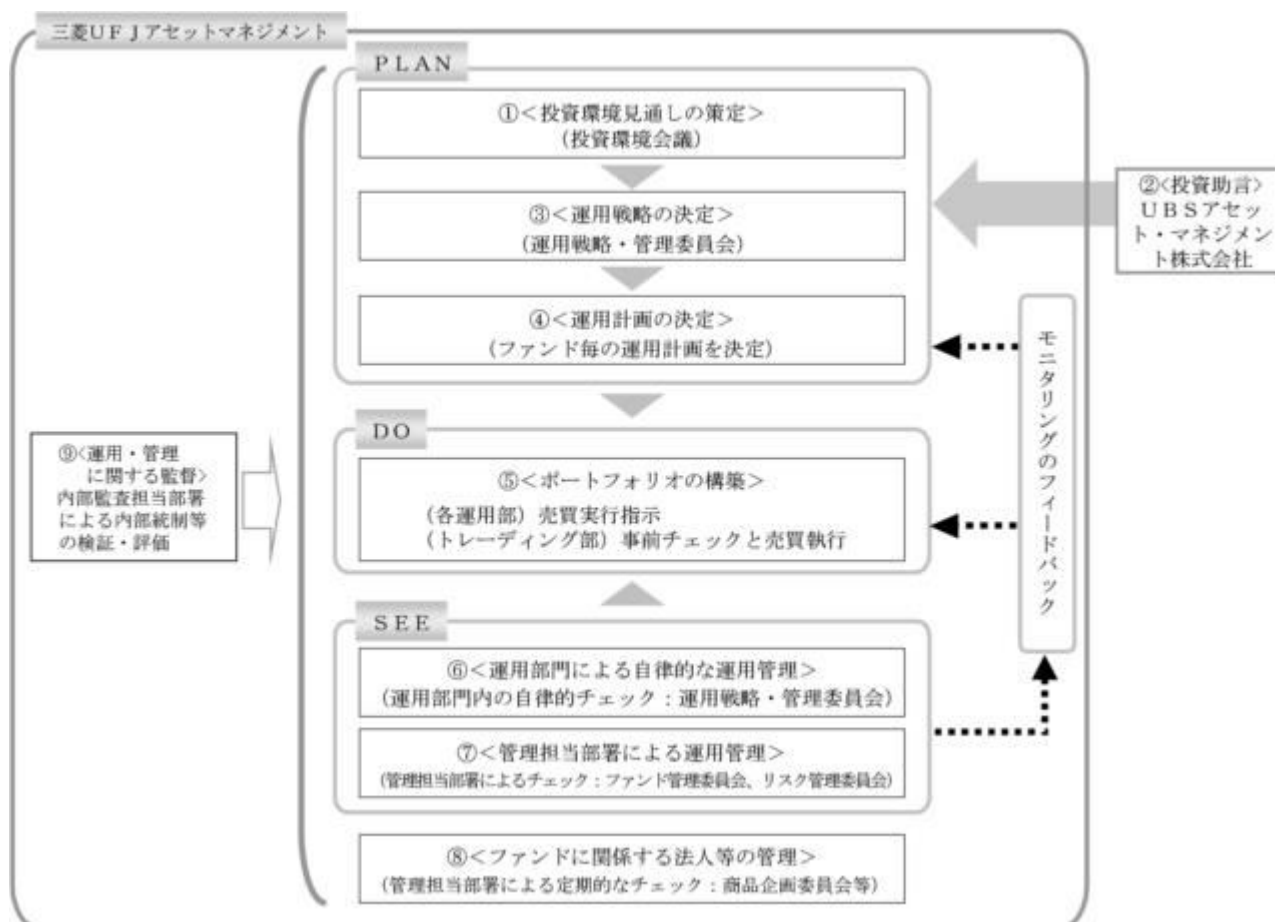 三菱ＵＦＪアセットマネジメント
ＰＬＡＮ
①＜投資環境見通しの策定＞
(投資環境会議)
②<投資助言>
ＵＢＳアセッ
ト・マネジメン
ト株式会社
③＜運用戦略の決定＞
(運用戦略・管理委員会)
④＜運用計画の決定＞
(ファンド毎の運用計画を決定)
モニタリングのフィードバック
ＤＯ
⑤＜ポートフォリオの構築＞
(各運用部）売買実行指示
(トレーディング部）事前チェックと売買執行
⑨<運用・管理
に関する監督>
内部監査担当部署
による内部統制等
の検証・評価
ＳＥＥ
⑥＜運用部門による自律的な運用管理＞
(運用部門内の自律的チェック：運用戦略・管理委員会)
⑦＜管理担当部署による運用管理＞
(管理担当部署によるチェック：ファンド管理委員会、リスク管理委員会)
⑧＜ファンドに関係する法人等の管理＞
(管理担当部署による定期的なチェック：商品企画委員会等)